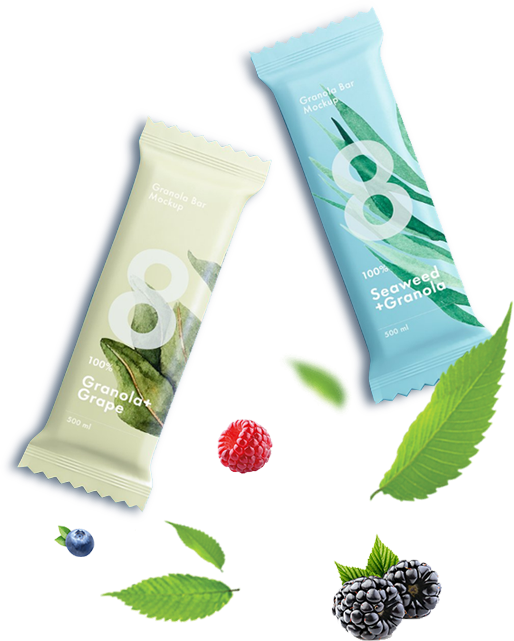 Granola Bar
Mockup
8
100%
Granola+
Grape
500 ml
Granola Bar
Mockup
8
100%
Seaweed
+Granola
500 ml